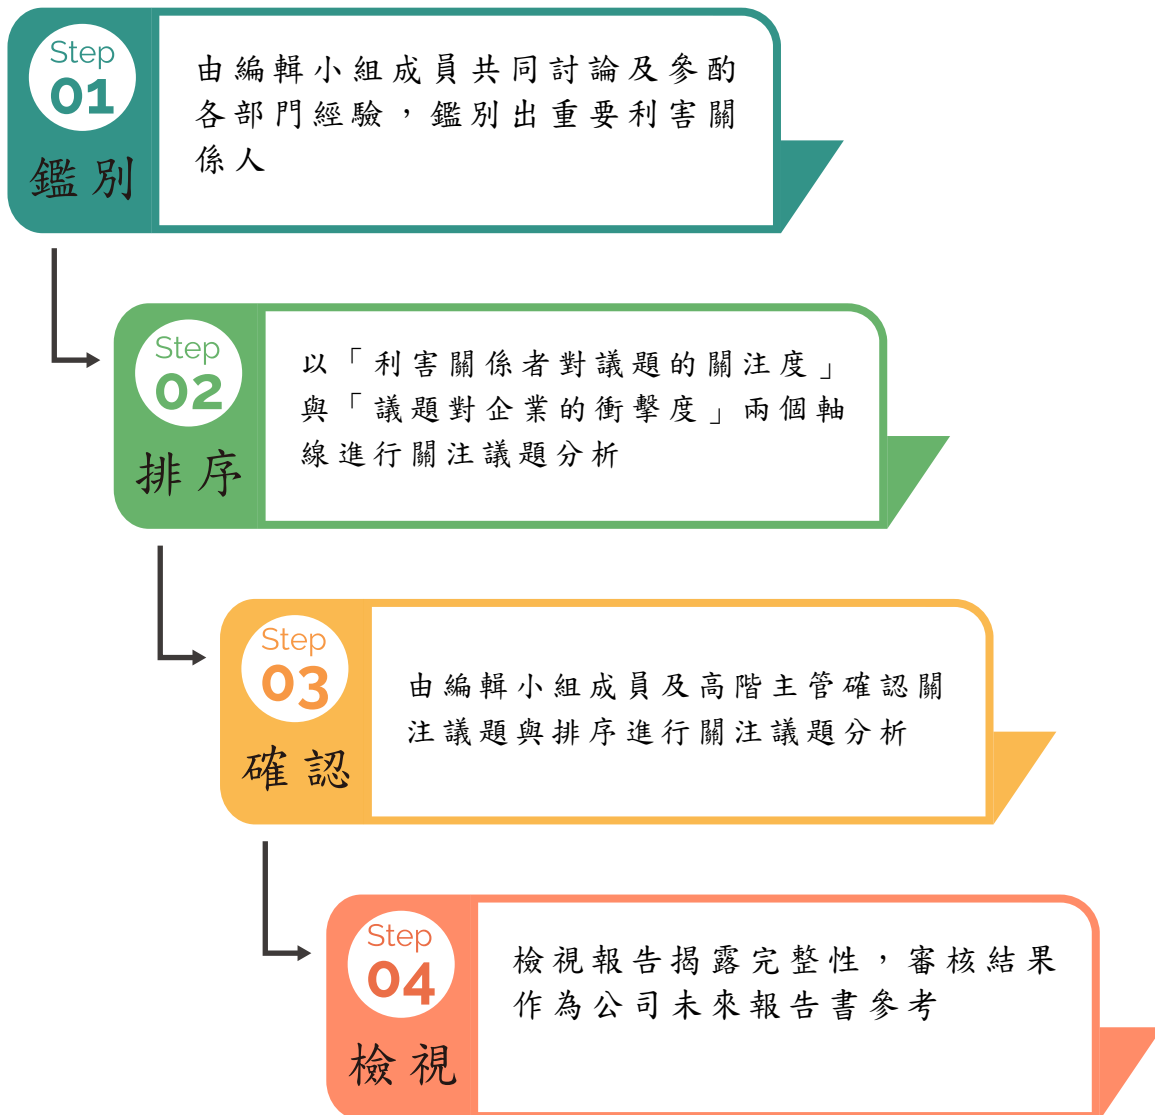 Step
01
鑑別
由編輯小組成員共同討論及參酌
各部門經驗，鑑別出重要利害關
係人
Step
02
排序
以「利害關係者對議題的關注度」
與「議題對企業的衝擊度」兩個軸
線進行關注議題分析
Step
03
確認
由編輯小組成員及高階主管確認關
注議題與排序進行關注議題分析
Step
04
檢視
檢視報告揭露完整性，審核結果
作為公司未來報告書參考